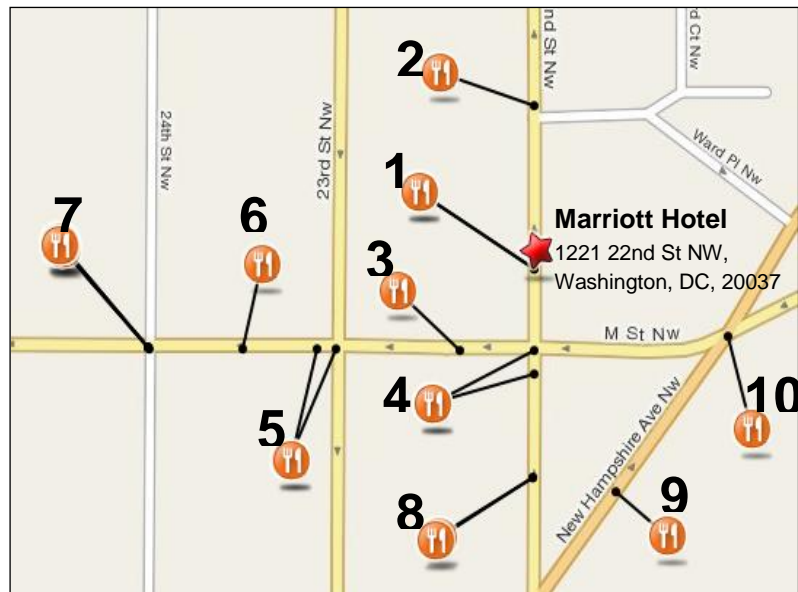 2
nd St Nw
rd Ct Nw
24th St NW
23rd St Nw
Ward Pl Nw
1
7
6
3
Marriott Hotel
1221 22nd St NW,
Washington, DC, 20037
M St Nw
4
5
10
New Hampshire Ave Nw
8
9